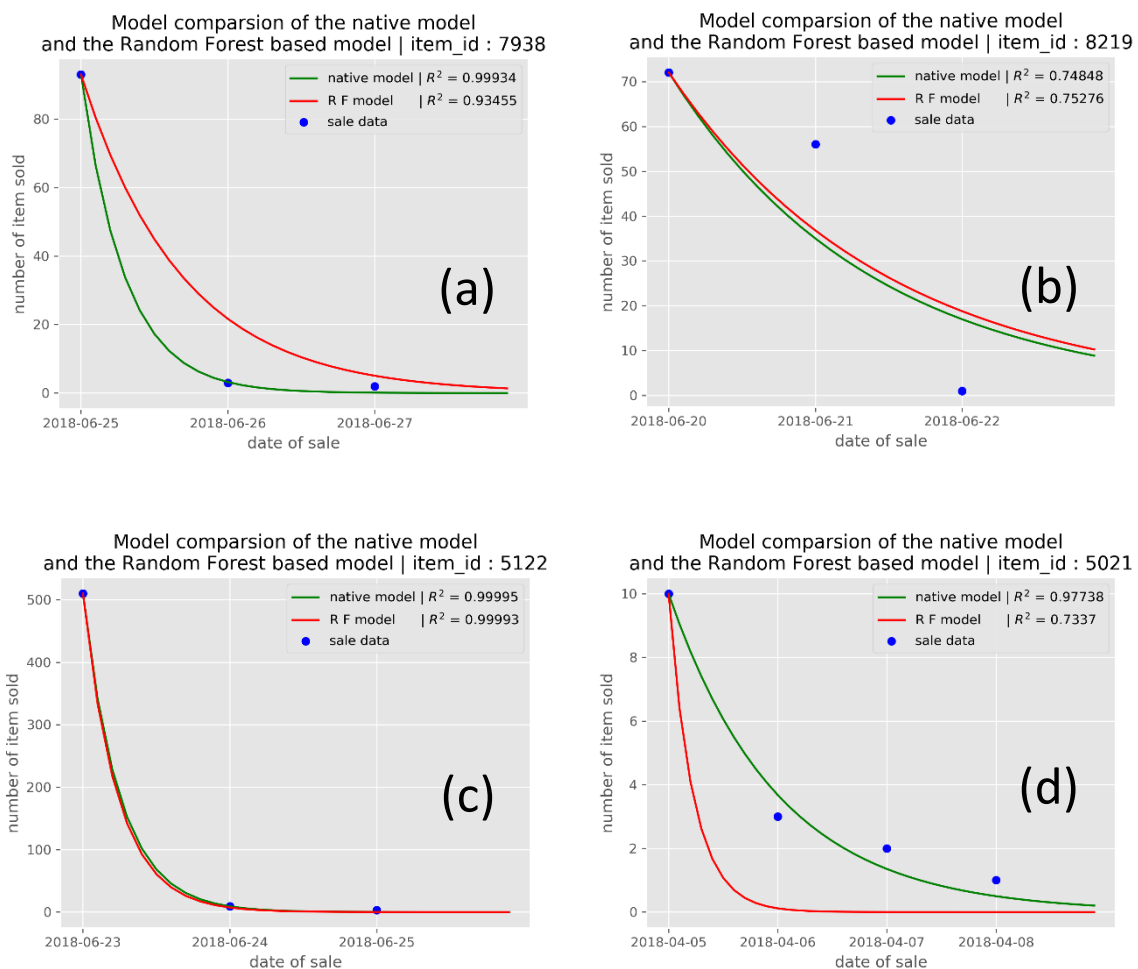 Model comparsion of the native model
and the Random Forest based model | item_id : 7938
native model | R² = 0.99934
R F model | R² = 0.93455
sale data
number of item sold
80
60
40
20
0
(a)
2018-06-25 2018-06-26 2018-06-27
date of sale
Model comparsion of the native model
and the Random Forest based model | item_id : 8219
native model | R² = 0.74848
R F model | R² = 0.75276
sale data
number of item sold
70
60
50
40
30
20
10
0
(b)
2018-06-20 2018-06-21 2018-06-22
date of sale
Model comparsion of the native model
and the Random Forest based model | item_id : 5122
native model | R² = 0.99995
R F model | R² = 0.99993
sale data
number of item sold
500
400
300
200
100
0
(c)
2018-06-23 2018-06-24 2018-06-25
date of sale
Model comparsion of the native model
and the Random Forest based model | item_id : 5021
native model | R² = 0.97738
R F model | R² = 0.7337
sale data
number of item sold
10
8
6
4
2
0
(d)
2018-04-05 2018-04-06 2018-04-07 2018-04-08
date of sale